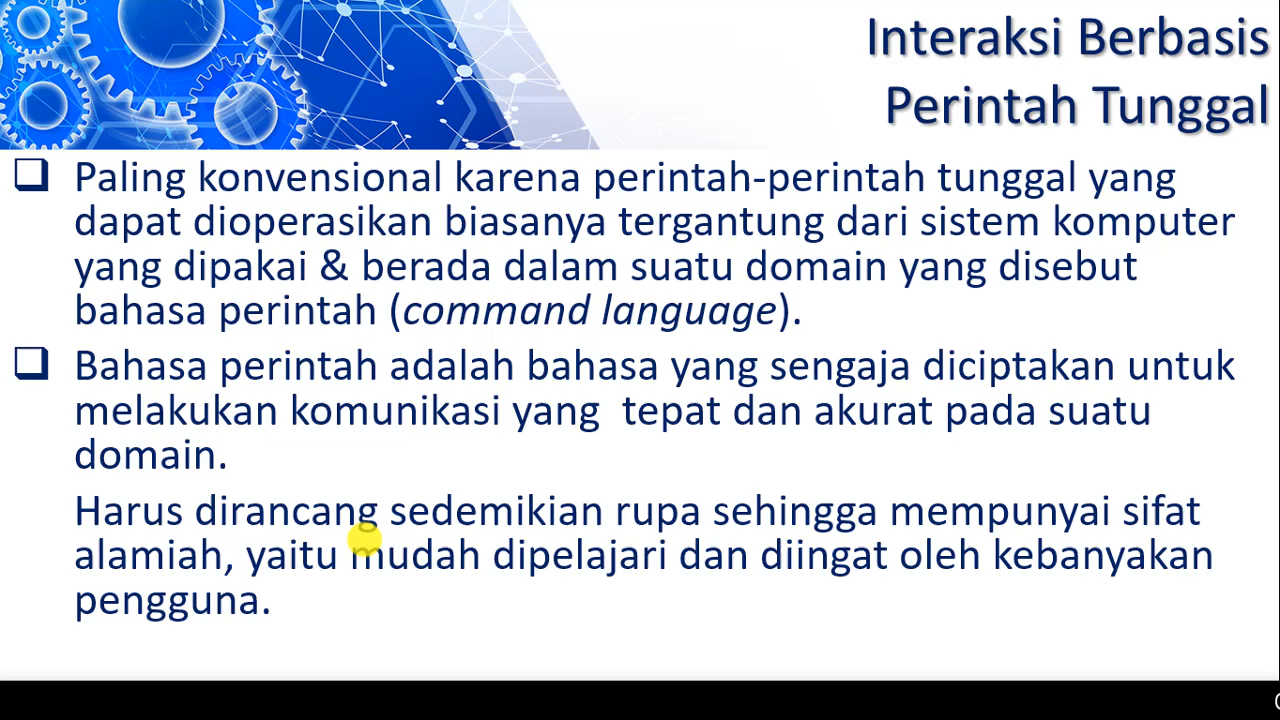 Interaksi Berbasis
Perintah Tunggal
Paling konvensional karena perintah-perintah tunggal yang
dapat dioperasikan biasanya tergantung dari sistem komputer
yang dipakai & berada dalam suatu domain yang disebut
bahasa perintah (command language).
Bahasa perintah adalah bahasa yang sengaja diciptakan untuk
melakukan komunikasi yang  tepat dan akurat pada suatu
domain.
Harus dirancang sedemikian rupa sehingga mempunyai sifat
alamiah, yaitu mudah dipelajari dan diingat oleh kebanyakan
pengguna.